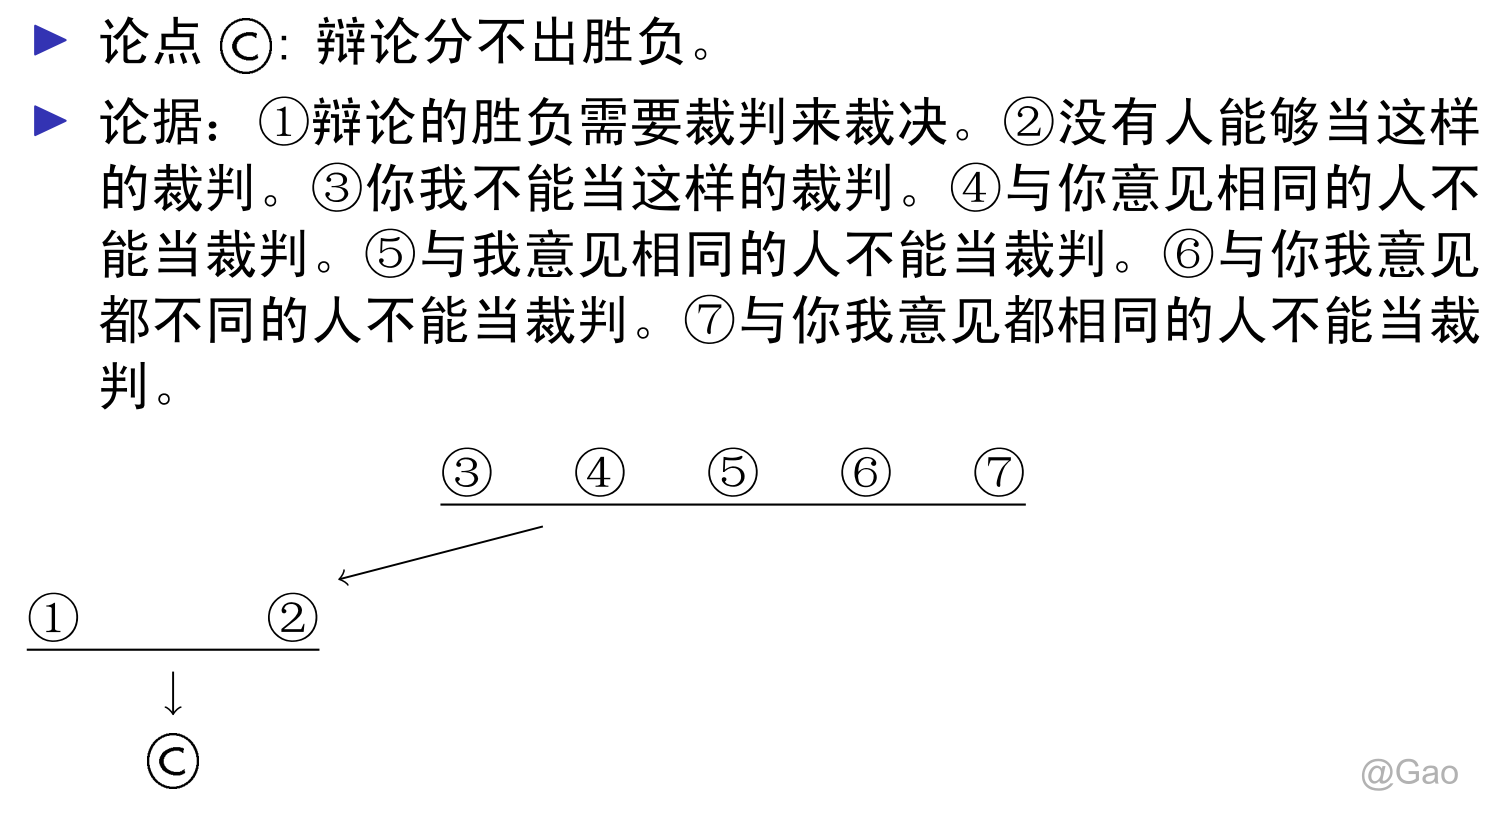 ▶ 论点 Ⓒ: 辩论分不出胜负。
▶ 论据：①辩论的胜负需要裁判来裁决。②没有人能够当这样
的裁判。③你我不能当这样的裁判。④与你意见相同的人不
能当裁判。⑤与我意见相同的人不能当裁判。⑥与你我意见
都不同的人不能当裁判。⑦与你我意见都相同的人不能当裁
判。
③ ④ ⑤ ⑥ ⑦
① ②
Ⓒ
@Gao